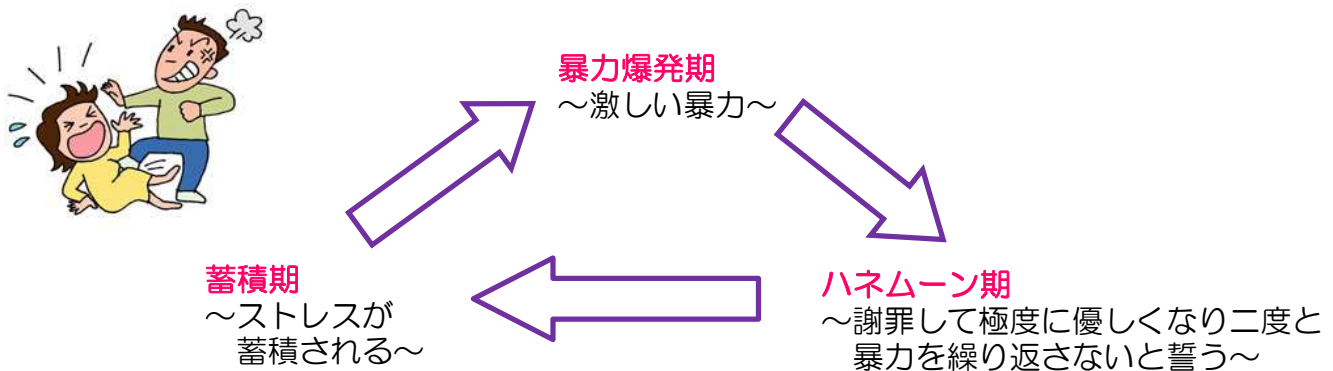 暴力爆発期
～激しい暴力～
蓄積期
～ストレスが
蓄積される～
ハネムーン期
～謝罪して極度に優しくなり二度と
暴力を繰り返さないと誓う～